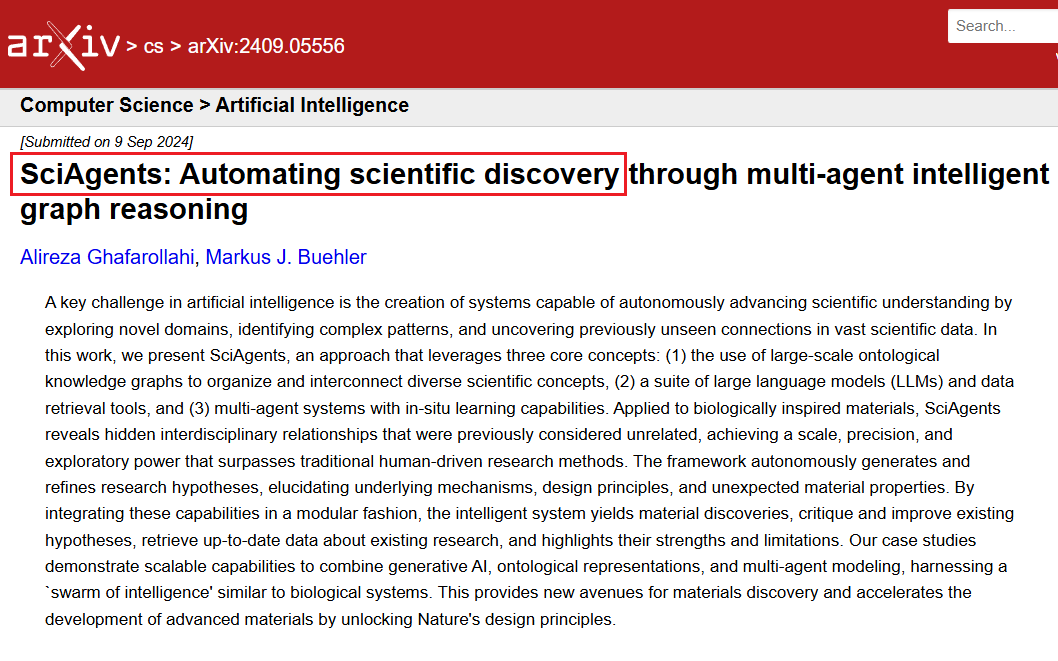 arXiv > cs > arXiv:2409.05556
Search...
Computer Science > Artificial Intelligence
[Submitted on 9 Sep 2024]
SciAgents: Automating scientific discovery through multi-agent intelligent
graph reasoning
Alireza Ghafarollahi, Markus J. Buehler
A key challenge in artificial intelligence is the creation of systems capable of autonomously advancing scientific understanding by
exploring novel domains, identifying complex patterns, and uncovering previously unseen connections in vast scientific data. In
this work, we present SciAgents, an approach that leverages three core concepts: (1) the use of large-scale ontological
knowledge graphs to organize and interconnect diverse scientific concepts, (2) a suite of large language models (LLMs) and data
retrieval tools, and (3) multi-agent systems with in-situ learning capabilities. Applied to biologically inspired materials, SciAgents
reveals hidden interdisciplinary relationships that were previously considered unrelated, achieving a scale, precision, and
exploratory power that surpasses traditional human-driven research methods. The framework autonomously generates and
refines research hypotheses, elucidating underlying mechanisms, design principles, and unexpected material properties. By
integrating these capabilities in a modular fashion, the intelligent system yields material discoveries, critique and improve existing
hypotheses, retrieve up-to-date data about existing research, and highlights their strengths and limitations. Our case studies
demonstrate scalable capabilities to combine generative AI, ontological representations, and multi-agent modeling, harnessing a
`swarm of intelligence' similar to biological systems. This provides new avenues for materials discovery and accelerates the
development of advanced materials by unlocking Nature's design principles.